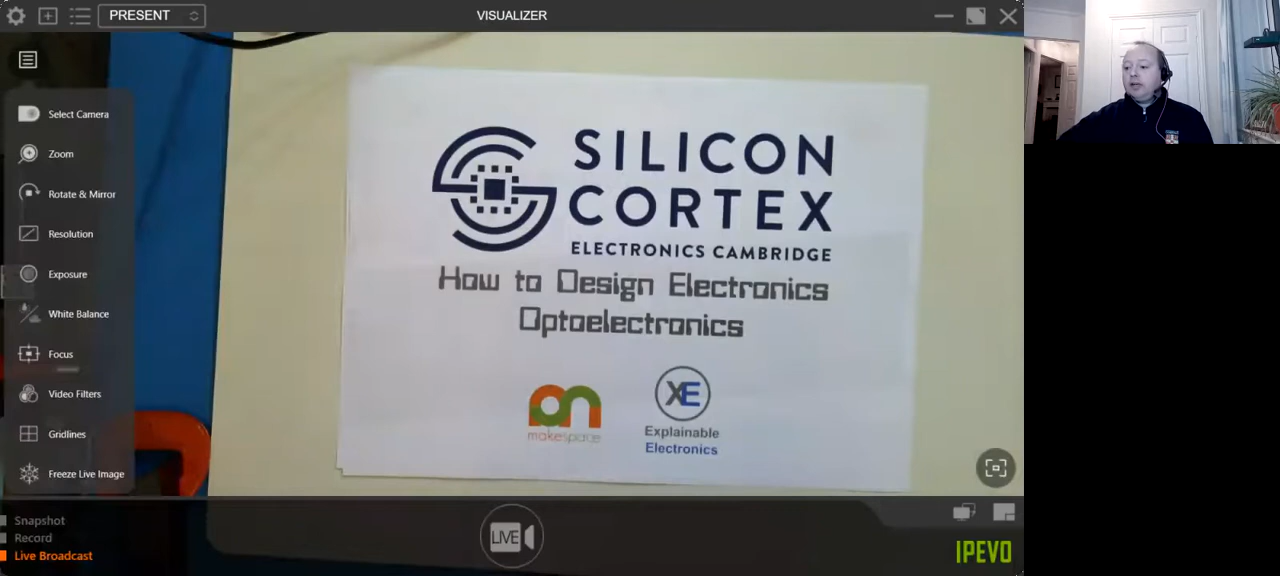 PRESENT
VISUALIZER
Select Camera
Zoom
Rotate & Mirror
Resolution
Exposure
White Balance
Focus
Video Filters
Gridlines
Freeze Live Image
SILICON
CORTEX
ELECTRONICS CAMBRIDGE
How to Design Electronics
Optoelectronics
on
makespace
XE
Explainable
Electronics
Snapshot
Record
Live Broadcast
LIVE
IPEVO